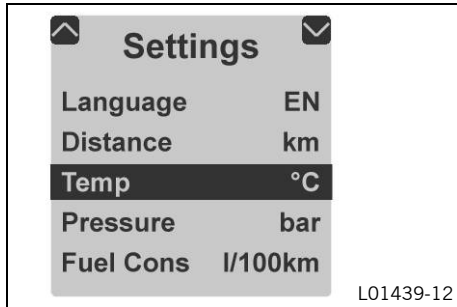 Settings
Language EN
Distance km
Temp °C
Pressure bar
Fuel Cons l/100km
L01439-12